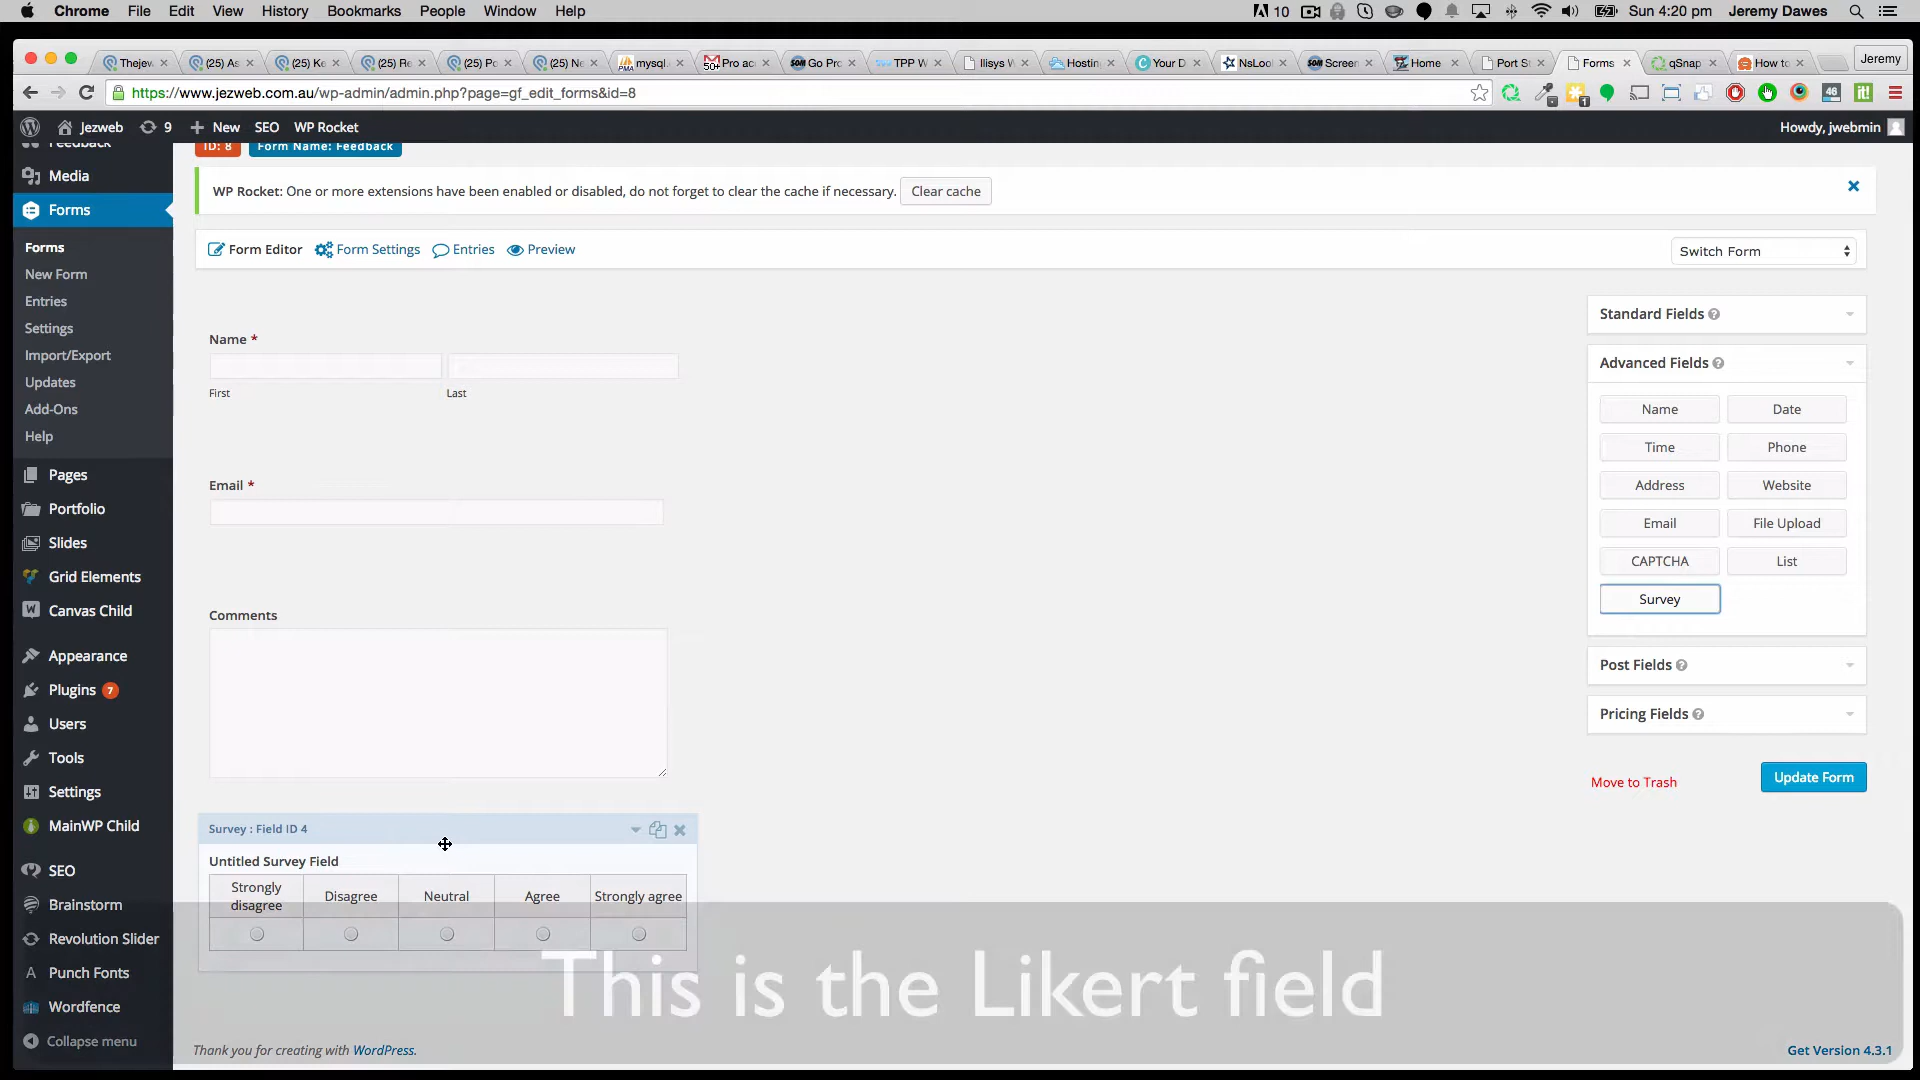 Chrome File Edit View History Bookmarks People Window Help 10 Sun 4:20 pm Jeremy Dawes
Thejew (25) As (25) Ke (25) Re (25) Po (25) Ne mysql. Pro ac Go Pro TPP W Ilisys W Hosting Your D NsLoo Screen Home Port S Forms qSnap How to Jeremy
https://www.jezweb.com.au/wp-admin/admin.php?page=gf_edit_forms&id=8
Jezweb 9 New SEO WP Rocket Howdy, jwebmin
Feedback
ID: 8 Form Name: Feedback
Media
WP Rocket: One or more extensions have been enabled or disabled, do not forget to clear the cache if necessary. Clear cache
Forms
Forms
New Form
Entries
Settings
Import/Export
Updates
Add-Ons
Help
Pages
Portfolio
Slides
Grid Elements
Canvas Child
Appearance
Plugins 7
Users
Tools
Settings
MainWP Child
SEO
Brainstorm
Revolution Slider
Punch Fonts
Wordfence
Collapse menu
Form Editor Form Settings Entries Preview Switch Form
Name *
First Last
Email *
Comments
Survey : Field ID 4
Untitled Survey Field
Strongly disagree Disagree Neutral Agree Strongly agree
Standard Fields
Advanced Fields
Name Date
Time Phone
Address Website
Email File Upload
CAPTCHA List
Survey
Post Fields
Pricing Fields
Move to Trash Update Form
This is the Likert field
Thank you for creating with WordPress. Get Version 4.3.1